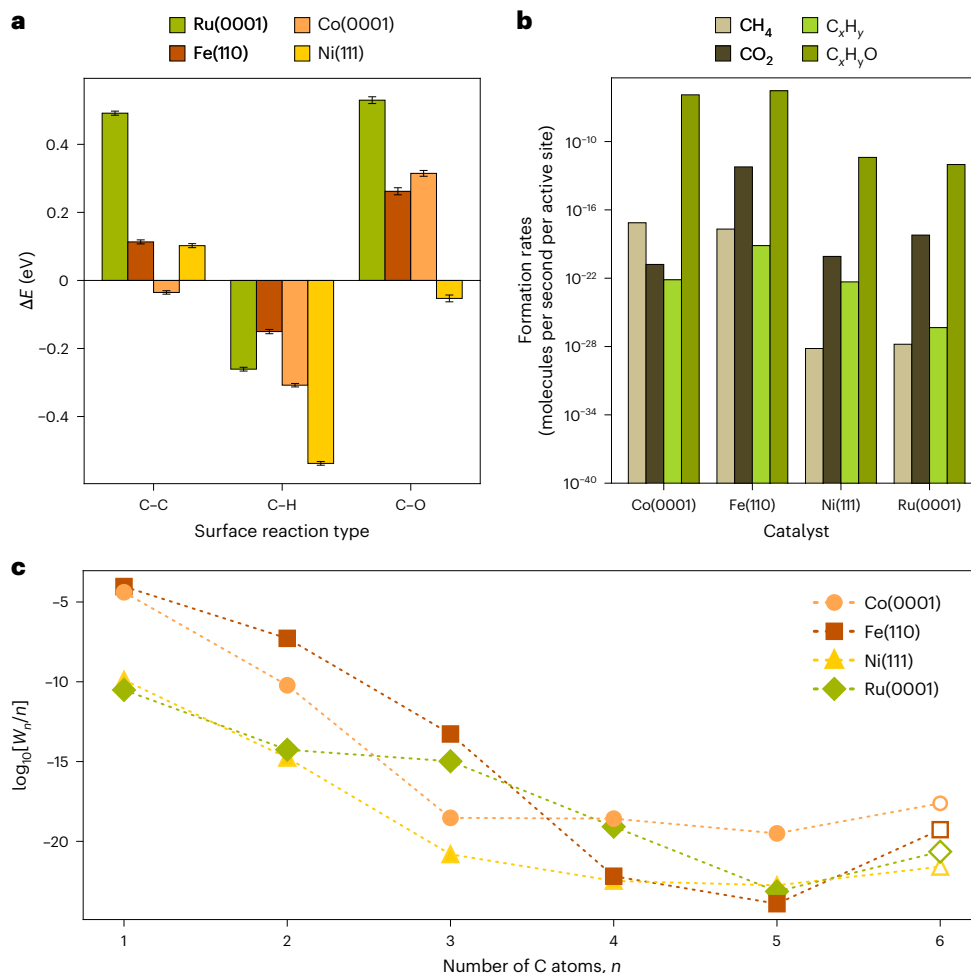 a
Ru(0001) Co(0001)
Fe(110) Ni(111)
ΔE (eV)
0.4
0.2
0
−0.2
−0.4
C–C C–H C–O
Surface reaction type
b
CH₄ CₓHᵧ
CO₂ CₓHᵧO
Formation rates
(molecules per second per active site)
10⁻¹⁰
10⁻¹⁶
10⁻²²
10⁻²⁸
10⁻³⁴
10⁻⁴⁰
Co(0001) Fe(110) Ni(111) Ru(0001)
Catalyst
c
Co(0001)
Fe(110)
Ni(111)
Ru(0001)
log₁₀[Wₙ/n]
−5
−10
−15
−20
1 2 3 4 5 6
Number of C atoms, n